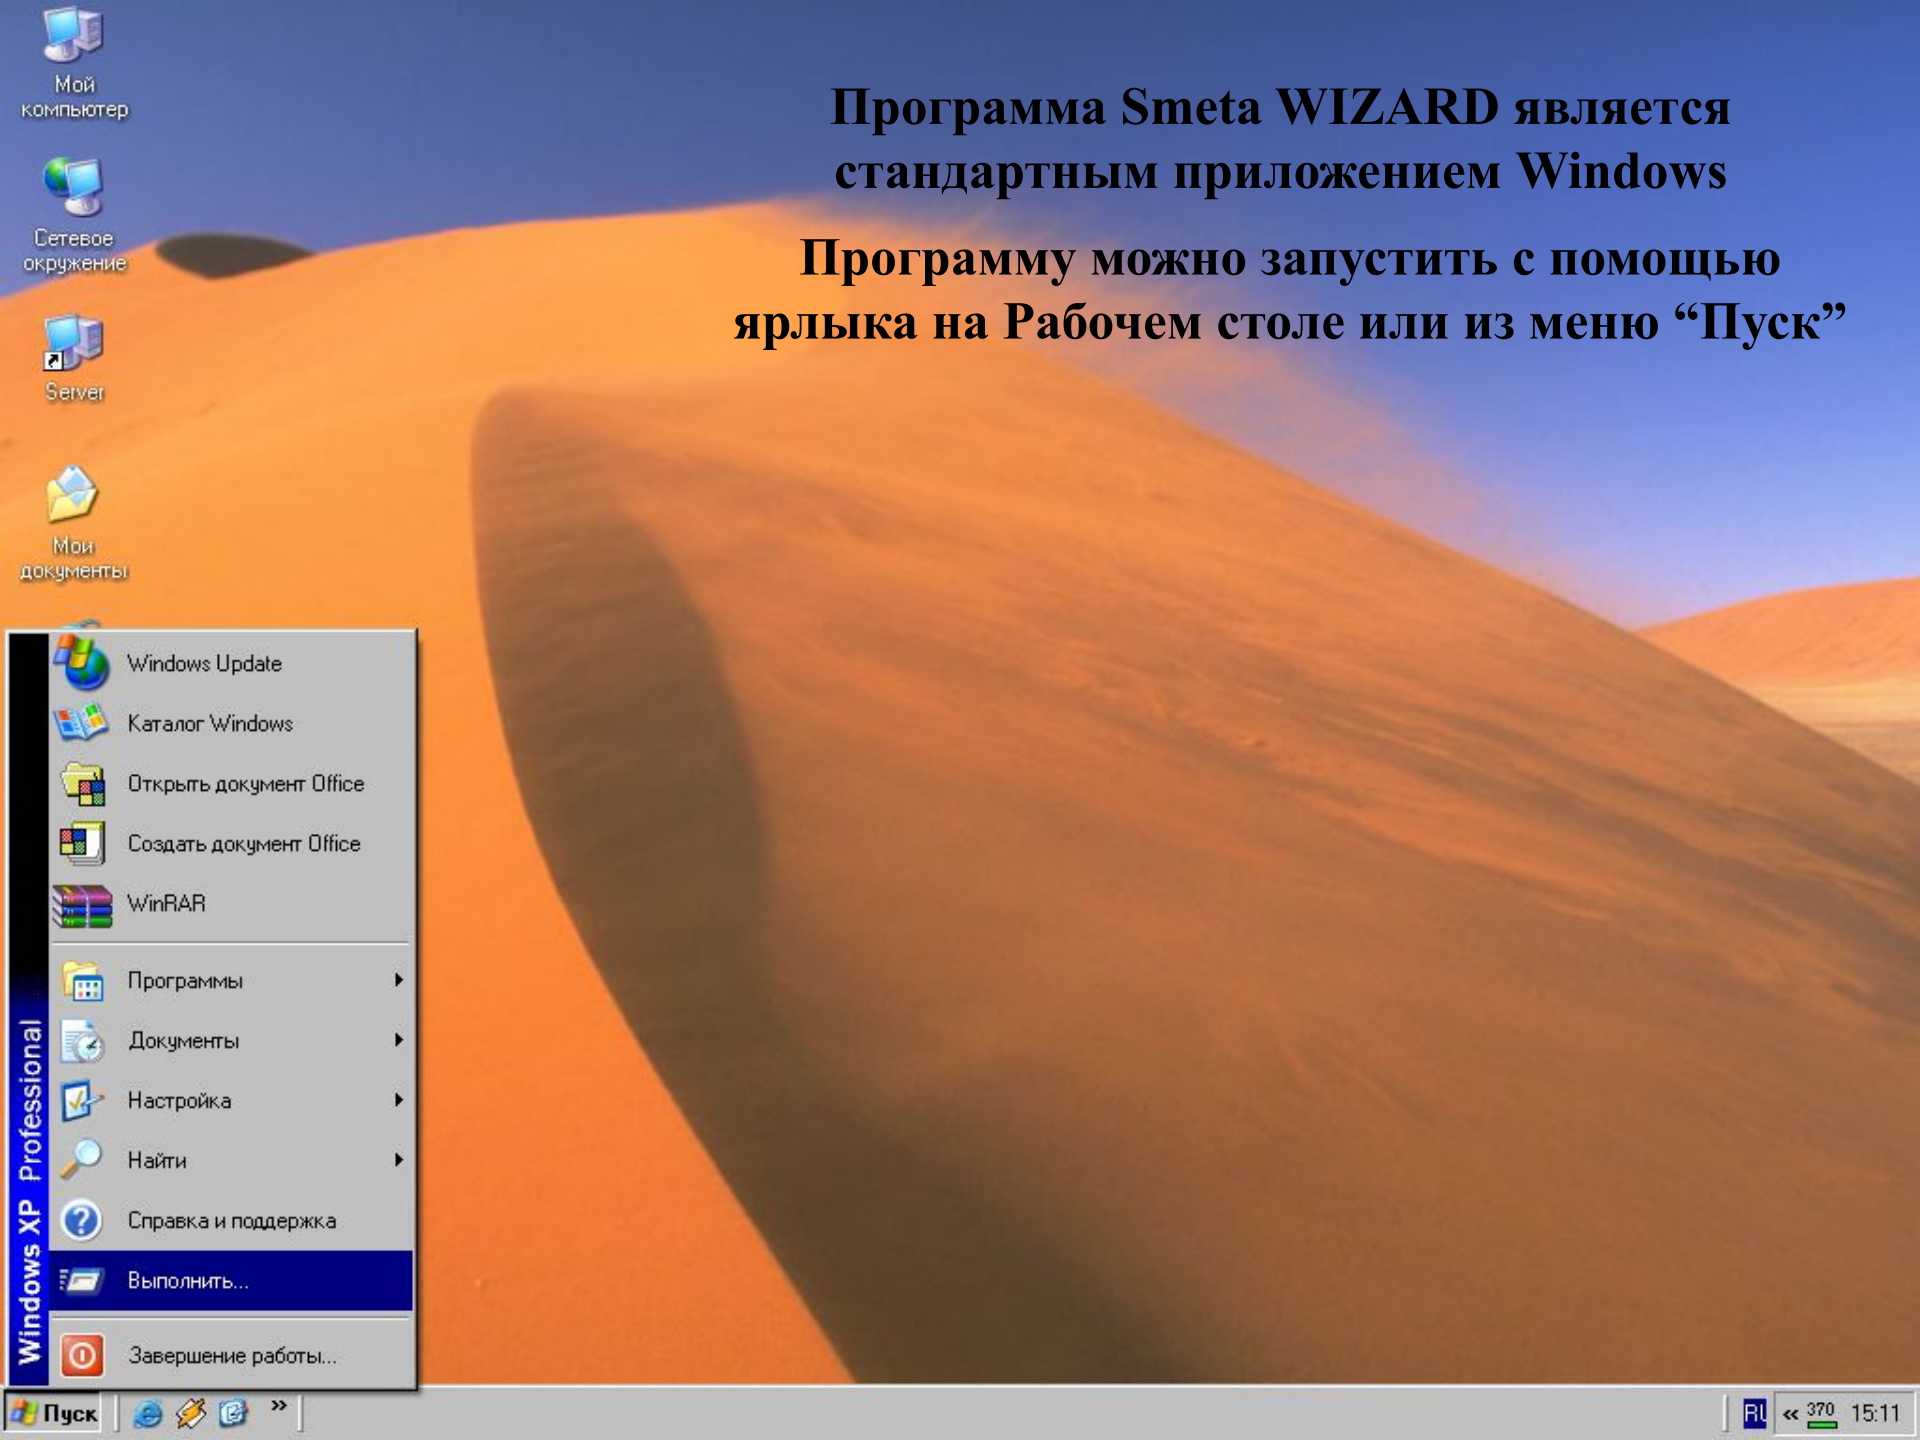 Мой
компьютер
Сетевое
окружение
Server
Мои
документы
Программа Smeta WIZARD является
стандартным приложением Windows
Программу можно запустить с помощью
ярлыка на Рабочем столе или из меню “Пуск”
Windows Update
Каталог Windows
Открыть документ Office
Создать документ Office
WinRAR
Программы
Документы
Настройка
Найти
Справка и поддержка
Выполнить...
Завершение работы...
Windows XP Professional
Пуск
»
RU
« 370 15:11